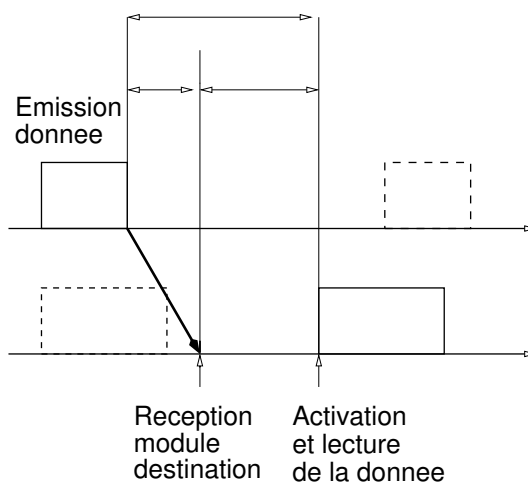 Emission
donnee
Reception
module
destination
Activation
et lecture
de la donnee